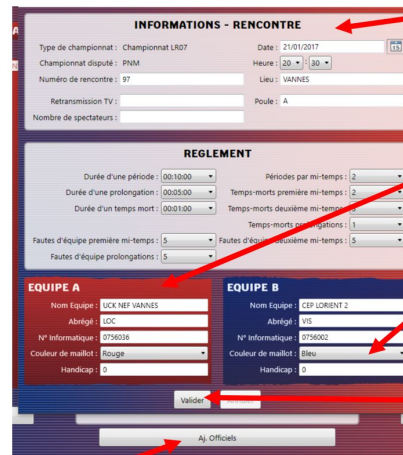 INFORMATIONS - RENCONTRE
Type de championnat : Championnat LR07 Date : 21/01/2017 15
Championnat disputé : PNM Heure : 20 : 30
Numéro de rencontre : 97 Lieu : VANNES
Retransmission TV : Poule : A
Nombre de spectateurs :
REGLEMENT
Durée d'une période : 00:10:00 Périodes par mi-temps : 2
Durée d'une prolongation : 00:05:00 Temps-morts première mi-temps : 2
Durée d'un temps mort : 00:01:00 Temps-morts deuxième mi-temps :
Temps-morts prolongations : 1
Fautes d'équipe première mi-temps : 5 Fautes d'équipe deuxième mi-temps : 5
Fautes d'équipe prolongations : 5
EQUIPE A EQUIPE B
Nom Equipe : UCK NEF VANNES Nom Equipe : CEP LORIENT 2
Abrégé : LOC Abrégé : VIS
N° Informatique : 0756036 N° Informatique : 0756002
Couleur de maillot : Rouge Couleur de maillot : Bleu
Handicap : 0 Handicap : 0
Valider
Aj. Officiels